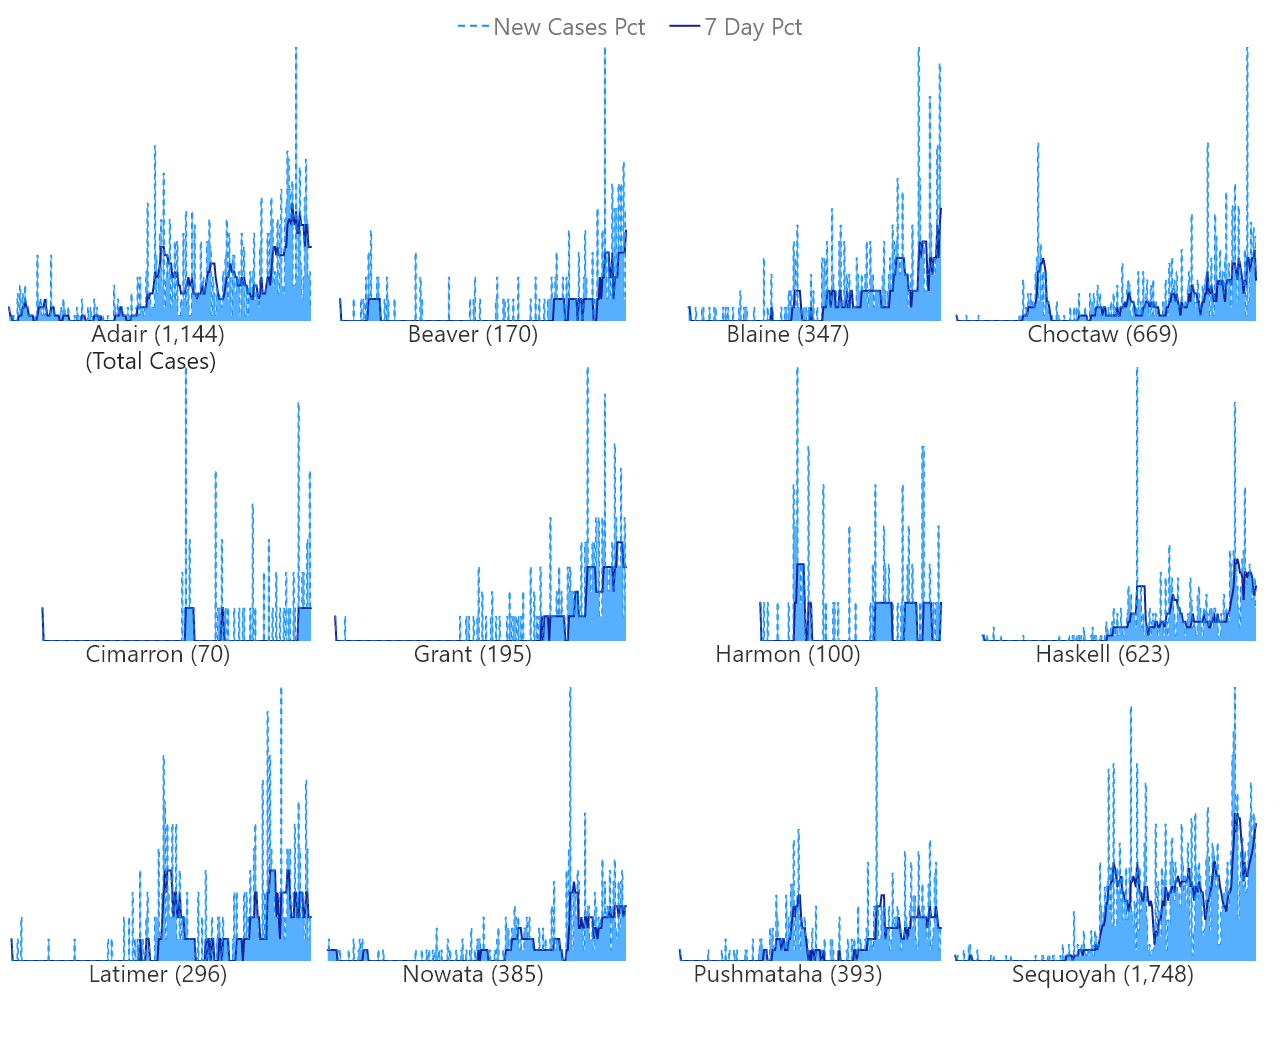 New Cases Pct 7 Day Pct
Adair (1,144) Beaver (170) Blaine (347) Choctaw (669)
(Total Cases)
Cimarron (70) Grant (195) Harmon (100) Haskell (623)
Latimer (296) Nowata (385) Pushmataha (393) Sequoyah (1,748)